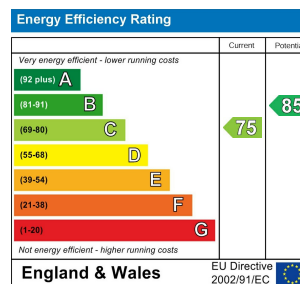 Energy Efficiency Rating
Current
Very energy efficient - lower running costs
(92 plus) A
(81-91) B
85
(69-80) C
75
(55-68) D
(39-54) E
(21-38) F
(1-20) G
Not energy efficient - higher running costs
England & Wales
EU Directive
2002/91/EC